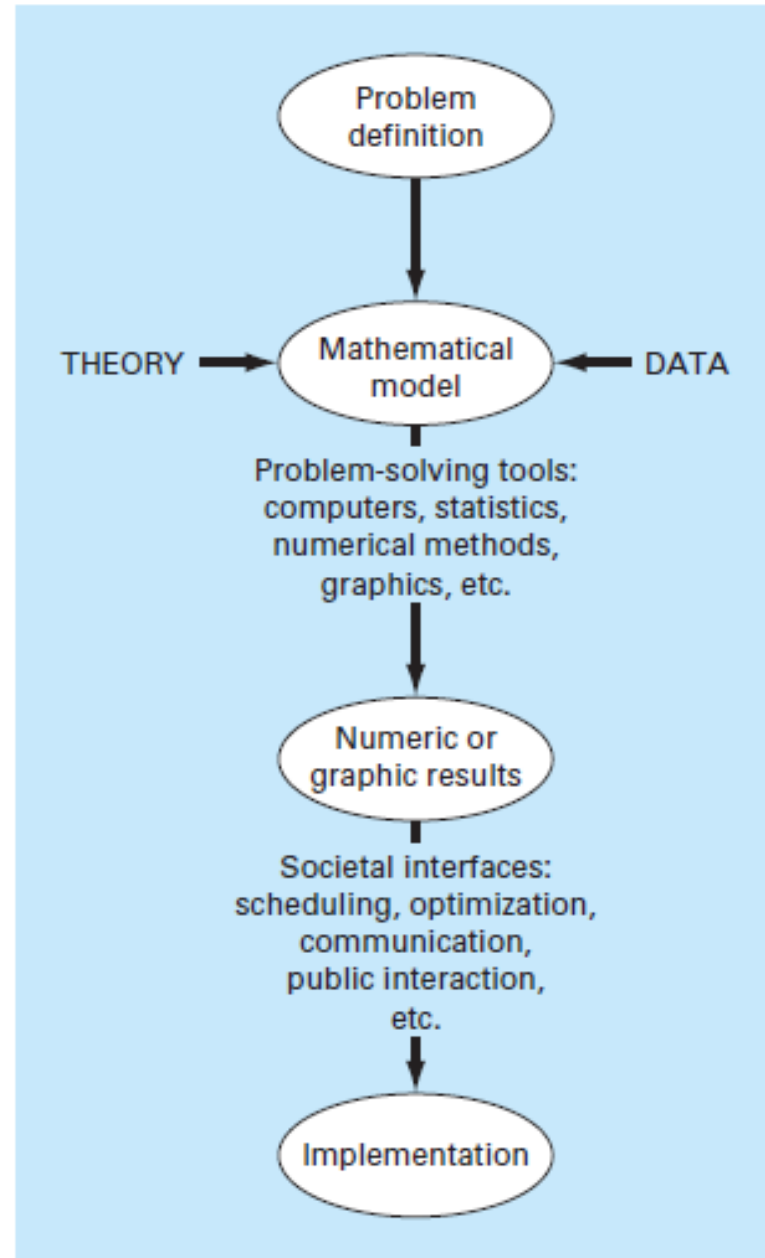 Problem
definition
THEORY
Mathematical
model
DATA
Problem-solving tools:
computers, statistics,
numerical methods,
graphics, etc.
Numeric or
graphic results
Societal interfaces:
scheduling, optimization,
communication,
public interaction,
etc.
Implementation